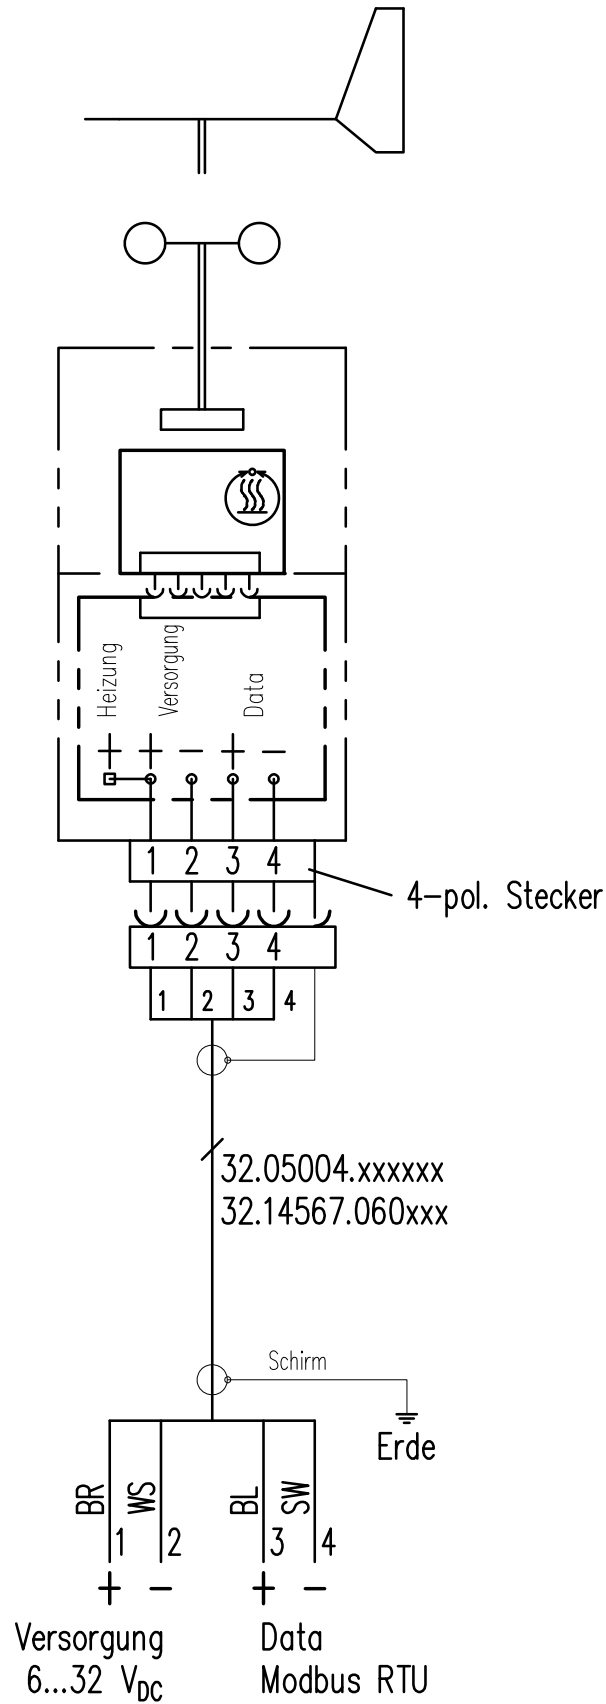 Heizung
Versorgung
Data
+ + − + −
1 2 3 4
4-pol. Stecker
1 2 3 4
1 2 3 4
32.05004.xxxxxx
32.14567.060xxx
Schirm
Erde
BR WS BL SW
1 2 3 4
+ − + −
Versorgung
6...32 VDC
Data
Modbus RTU